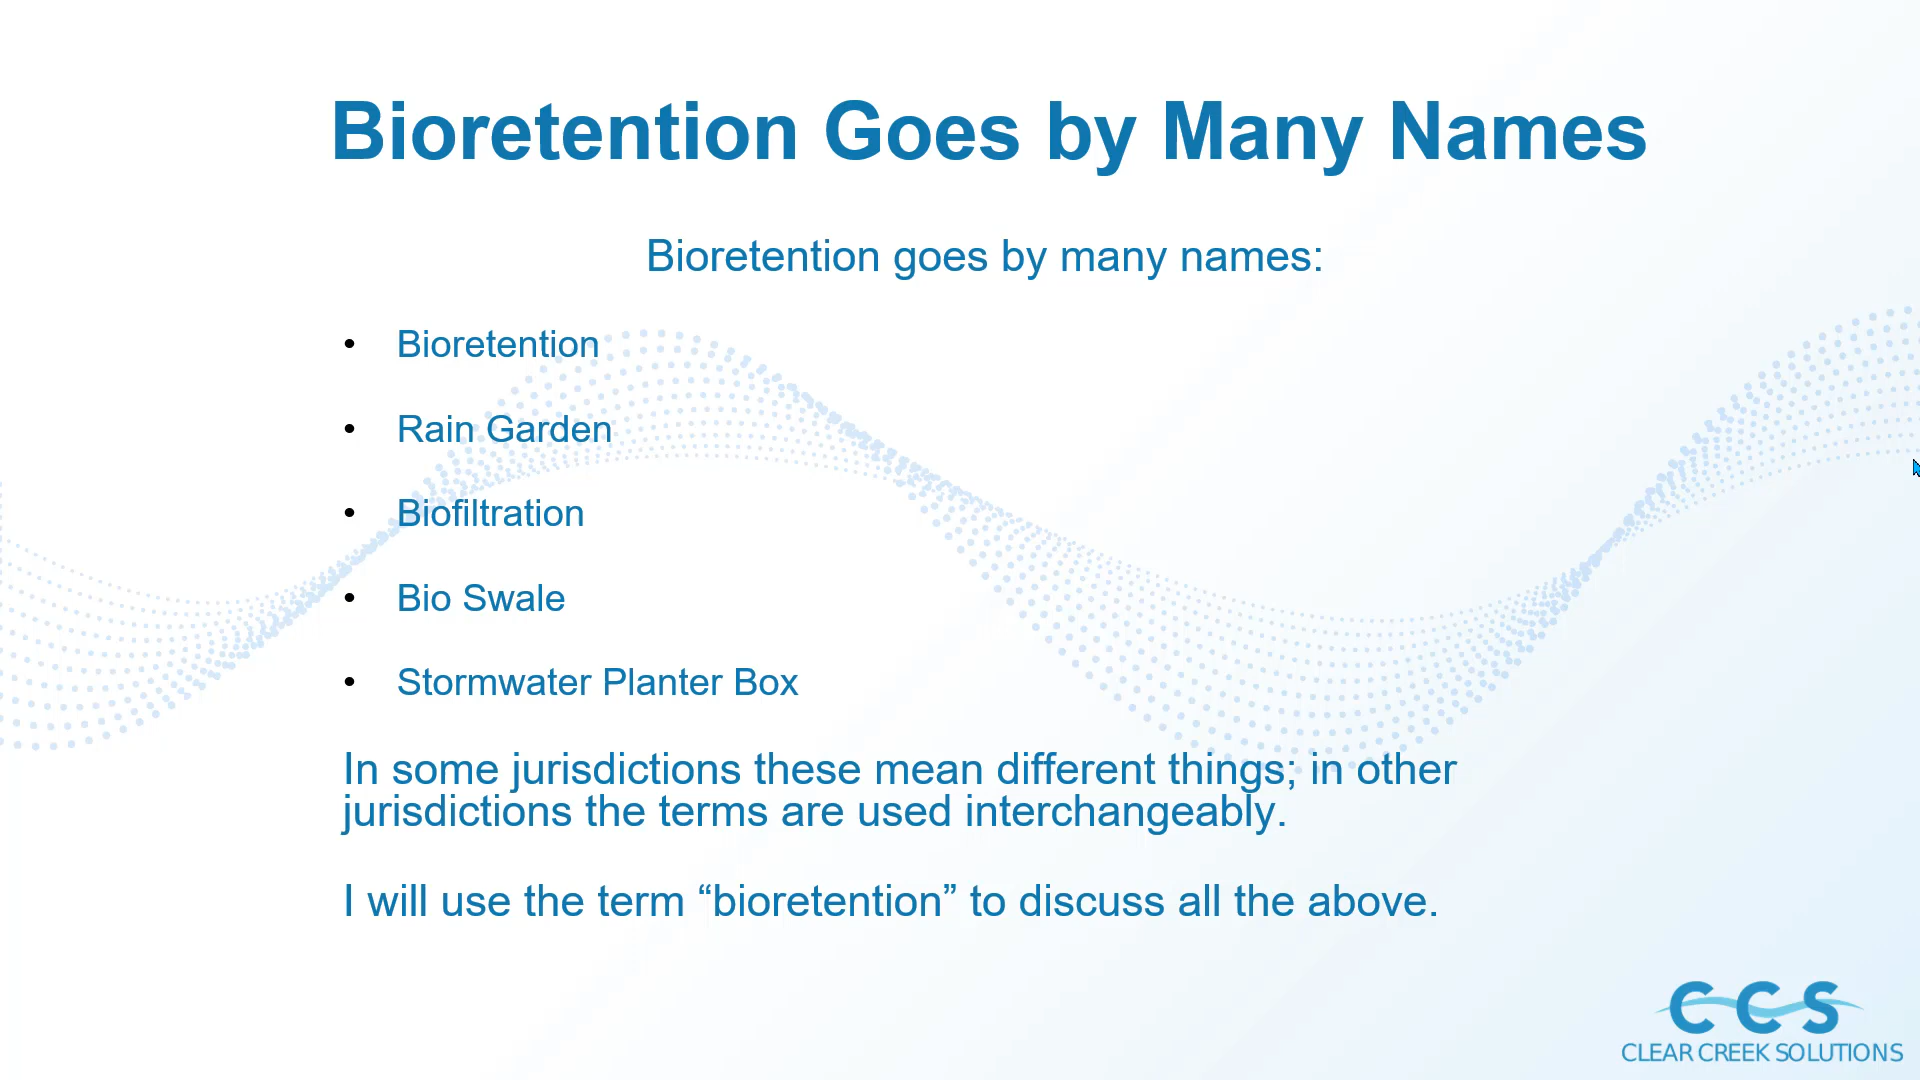 Bioretention Goes by Many Names
Bioretention goes by many names:
• Bioretention
• Rain Garden
• Biofiltration
• Bio Swale
• Stormwater Planter Box
In some jurisdictions these mean different things; in other
jurisdictions the terms are used interchangeably.
I will use the term “bioretention” to discuss all the above.
CCS
CLEAR CREEK SOLUTIONS